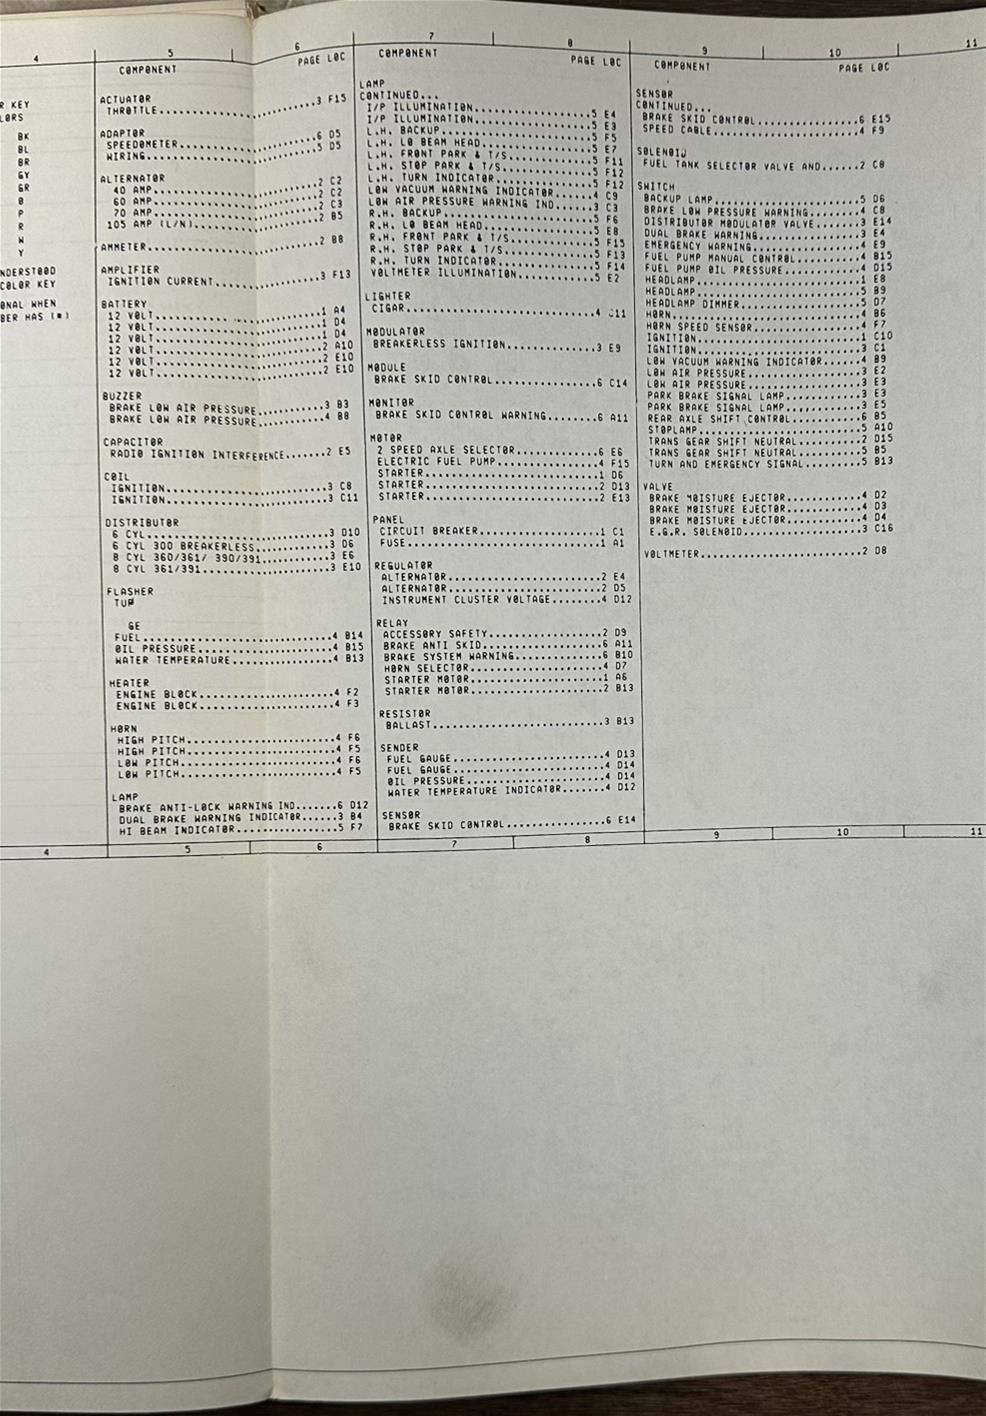 4 5 6 7 8 9 10 11
R KEY
LORS
BK
BL
BR
GY
GR
O
P
R
W
Y
NDERSTOOD
COLOR KEY
ONAL WHEN
BER HAS (■)
COMPONENT PAGE LOC
ACTUATOR
THROTTLE..............................3 F15
ADAPTOR
SPEEDOMETER...........................6 D5
WIRING................................5 D5
ALTERNATOR
40 AMP................................2 C2
60 AMP................................2 C2
70 AMP................................2 C3
105 AMP (L/N).........................2 B5
AMMETER...............................2 B8
AMPLIFIER
IGNITION CURRENT......................3 F13
BATTERY
12 VOLT...............................1 A4
12 VOLT...............................1 D4
12 VOLT...............................1 D4
12 VOLT...............................2 A10
12 VOLT...............................2 E10
12 VOLT...............................2 E10
BUZZER
BRAKE LOW AIR PRESSURE................3 B3
BRAKE LOW AIR PRESSURE................4 B8
CAPACITOR
RADIO IGNITION INTERFERENCE.......2 E5
COIL
IGNITION..............................3 C8
IGNITION..............................3 C11
DISTRIBUTOR
6 CYL.................................3 D10
6 CYL 300 BREAKERLESS.................3 D6
8 CYL 360/361/ 390/391................3 E6
8 CYL 361/391.........................3 E10
FLASHER
TUR
GE
FUEL..................................4 B14
OIL PRESSURE..........................4 B15
WATER TEMPERATURE.....................4 B13
HEATER
ENGINE BLOCK..........................4 F2
ENGINE BLOCK..........................4 F3
HORN
HIGH PITCH............................4 F6
HIGH PITCH............................4 F5
LOW PITCH.............................4 F6
LOW PITCH.............................4 F5
LAMP
BRAKE ANTI-LOCK WARNING IND.......6 D12
DUAL BRAKE WARNING INDICATOR......3 B4
HI BEAM INDICATOR.....................5 F7
COMPONENT PAGE LOC
LAMP
CONTINUED...
I/P ILLUMINATION......................5 E4
I/P ILLUMINATION......................5 E3
L.H. BACKUP...........................5 F5
L.H. LO BEAM HEAD.....................5 E7
L.H. FRONT PARK & T/S.................5 F11
L.H. STOP PARK & T/S..................5 F12
L.H. TURN INDICATOR...................5 F12
LOW VACUUM WARNING INDICATOR......4 C9
LOW AIR PRESSURE WARNING IND......3 C3
R.H. BACKUP...........................5 F6
R.H. LO BEAM HEAD.....................5 E8
R.H. FRONT PARK & T/S.................5 F15
R.H. STOP PARK & T/S..................5 F13
R.H. TURN INDICATOR...................5 F14
VOLTMETER ILLUMINATION................5 E2
LIGHTER
CIGAR.................................4 C11
MODULATOR
BREAKERLESS IGNITION..................3 E9
MODULE
BRAKE SKID CONTROL....................6 C14
MONITOR
BRAKE SKID CONTROL WARNING........6 A11
MOTOR
2 SPEED AXLE SELECTOR.................6 E6
ELECTRIC FUEL PUMP....................4 F15
STARTER...............................1 D6
STARTER...............................2 D13
STARTER...............................2 E13
PANEL
CIRCUIT BREAKER.......................1 C1
FUSE..................................1 A1
REGULATOR
ALTERNATOR............................2 E4
ALTERNATOR............................2 D5
INSTRUMENT CLUSTER VOLTAGE........4 D12
RELAY
ACCESSORY SAFETY......................2 D9
BRAKE ANTI SKID.......................6 A11
BRAKE SYSTEM WARNING..................6 B10
HORN SELECTOR.........................4 D7
STARTER MOTOR.........................1 A6
STARTER MOTOR.........................2 B13
RESISTOR
BALLAST...............................3 B13
SENDER
FUEL GAUGE............................4 D13
FUEL GAUGE............................4 D14
OIL PRESSURE..........................4 D14
WATER TEMPERATURE INDICATOR.......4 D12
SENSOR
BRAKE SKID CONTROL....................6 E14
COMPONENT PAGE LOC
SENSOR
CONTINUED...
BRAKE SKID CONTROL....................6 E15
SPEED CABLE...........................4 F9
SOLENOID
FUEL TANK SELECTOR VALVE AND......2 C8
SWITCH
BACKUP LAMP...........................5 D6
BRAKE LOW PRESSURE WARNING........4 C8
DISTRIBUTOR MODULATOR VALVE.......3 E14
DUAL BRAKE WARNING....................3 E4
EMERGENCY WARNING.....................4 E9
FUEL PUMP MANUAL CONTROL..........4 B15
FUEL PUMP OIL PRESSURE................4 D15
HEADLAMP..............................1 E8
HEADLAMP..............................5 B9
HEADLAMP DIMMER.......................5 D7
HORN..................................4 B6
HORN SPEED SENSOR.....................4 F7
IGNITION..............................1 C10
IGNITION..............................3 C1
LOW VACUUM WARNING INDICATOR......4 B9
LOW AIR PRESSURE......................3 E2
LOW AIR PRESSURE......................3 E3
PARK BRAKE SIGNAL LAMP................3 E3
PARK BRAKE SIGNAL LAMP................3 E5
REAR AXLE SHIFT CONTROL...............6 B5
STOPLAMP..............................5 A10
TRANS GEAR SHIFT NEUTRAL..........2 D15
TRANS GEAR SHIFT NEUTRAL..........5 B5
TURN AND EMERGENCY SIGNAL.........5 B13
VALVE
BRAKE MOISTURE EJECTOR................4 D2
BRAKE MOISTURE EJECTOR................4 D3
BRAKE MOISTURE EJECTOR................4 D4
E.G.R. SOLENOID.......................3 C16
VOLTMETER.............................2 D8
4 5 6 7 8 9 10 11